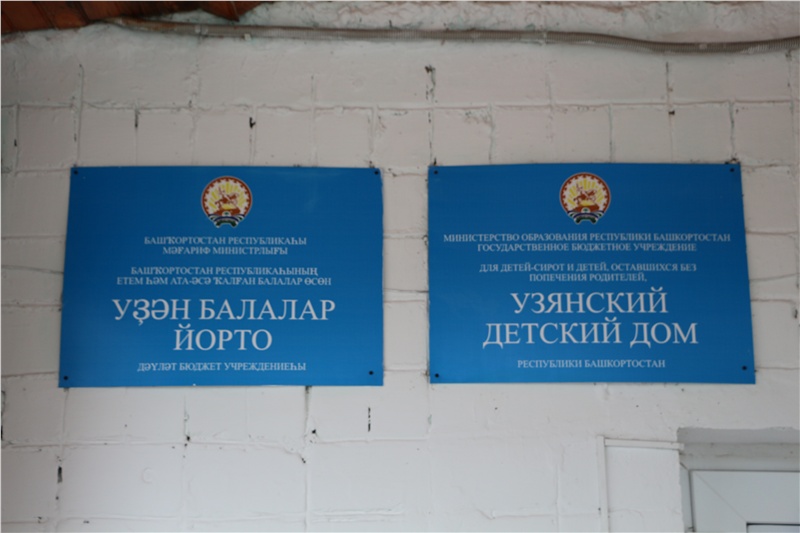 БАШҠОРТОСТАН РЕСПУБЛИКАҺЫ
МӘҒАРИФ МИНИСТРЛЫҒЫ
БАШҠОРТОСТАН РЕСПУБЛИКАҺЫНЫҢ
ЕТЕМ ҺӘМ АТА-ӘСӘ ҠАЛҒАН БАЛАЛАР ӨСӨН
УҘӘН БАЛАЛАР
ЙОРТО
ДӘҮЛӘТ БЮДЖЕТ УЧРЕЖДЕНИЕҺЫ
МИНИСТЕРСТВО ОБРАЗОВАНИЯ РЕСПУБЛИКИ БАШКОРТОСТАН
ГОСУДАРСТВЕННОЕ БЮДЖЕТНОЕ УЧРЕЖДЕНИЕ
ДЛЯ ДЕТЕЙ-СИРОТ И ДЕТЕЙ, ОСТАВШИХСЯ БЕЗ
ПОПЕЧЕНИЯ РОДИТЕЛЕЙ,
УЗЯНСКИЙ
ДЕТСКИЙ ДОМ
РЕСПУБЛИКИ БАШКОРТОСТАН